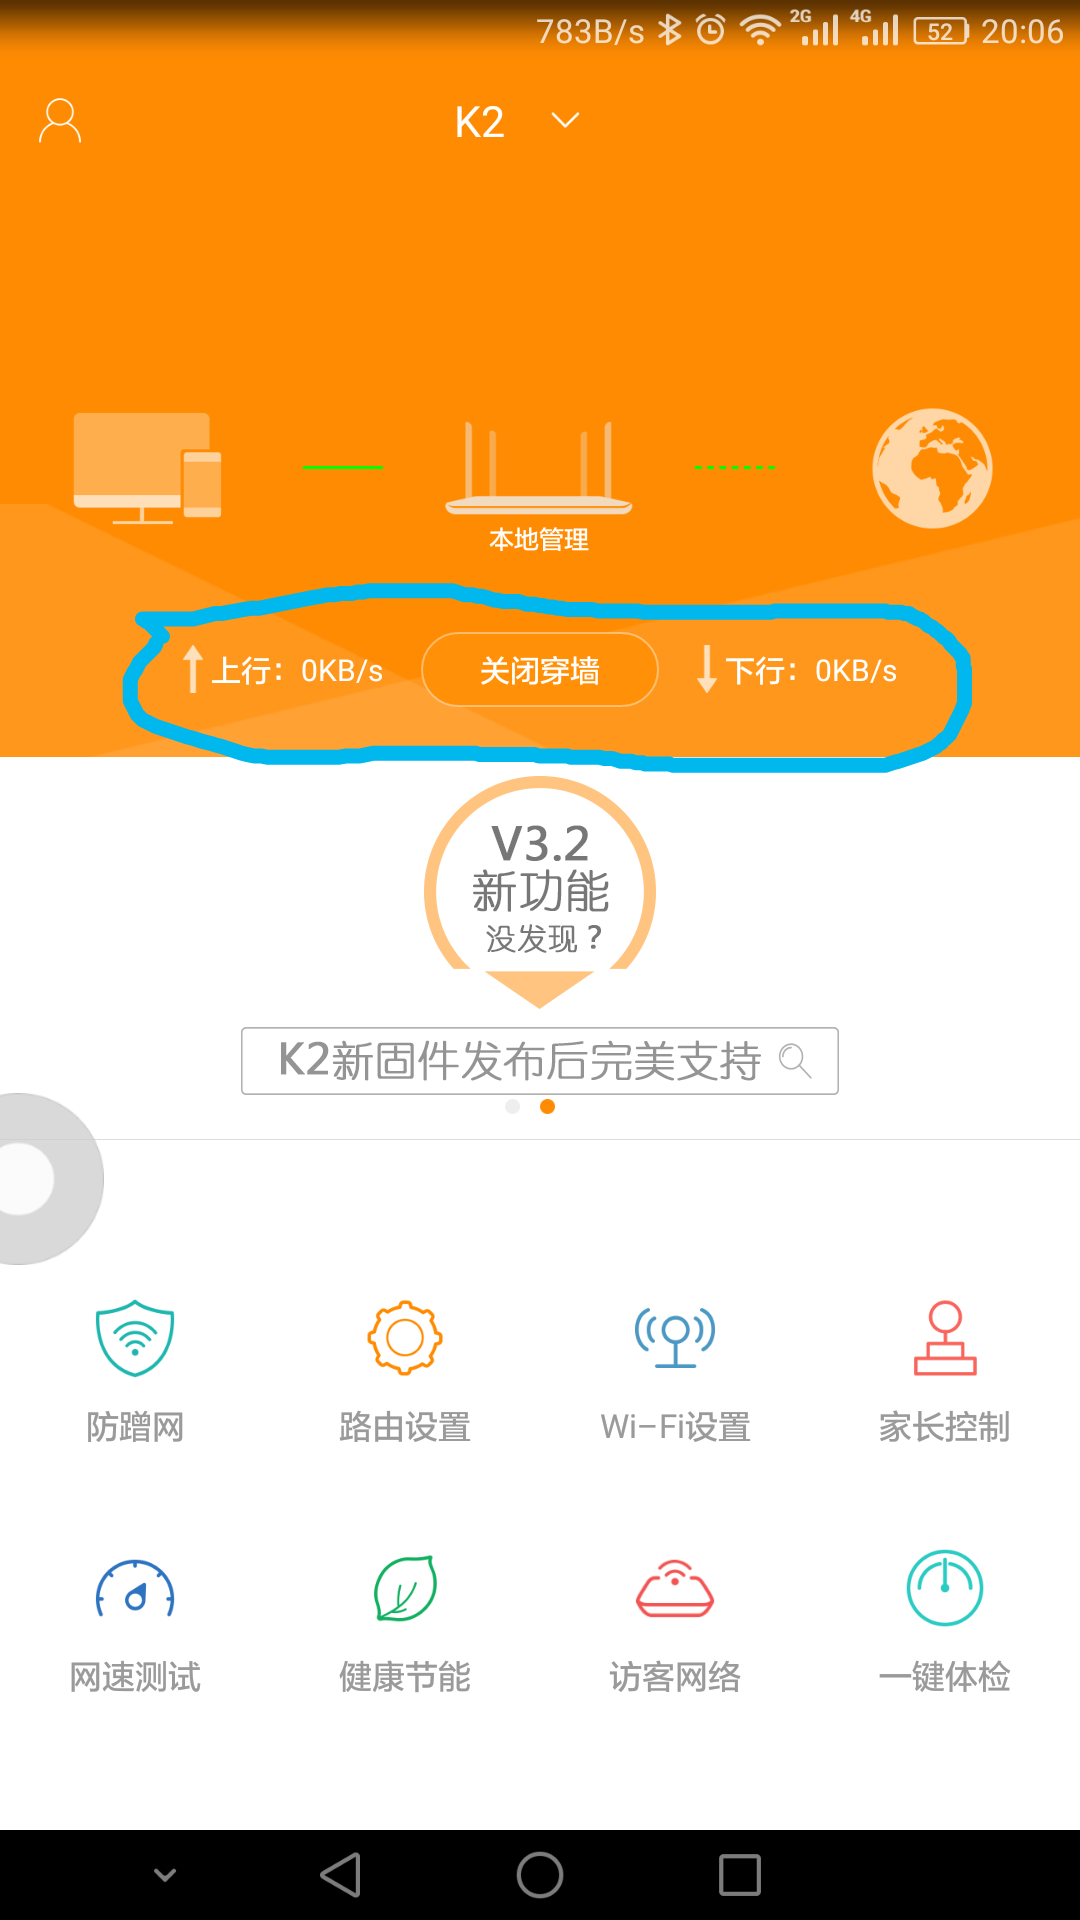 783B/s 2G 4G 52 20:06
K2
本地管理
上行：0KB/s 关闭穿墙 下行：0KB/s
V3.2
新功能
没发现？
K2新固件发布后完美支持
防蹭网 路由设置 Wi-Fi设置 家长控制
网速测试 健康节能 访客网络 一键体检